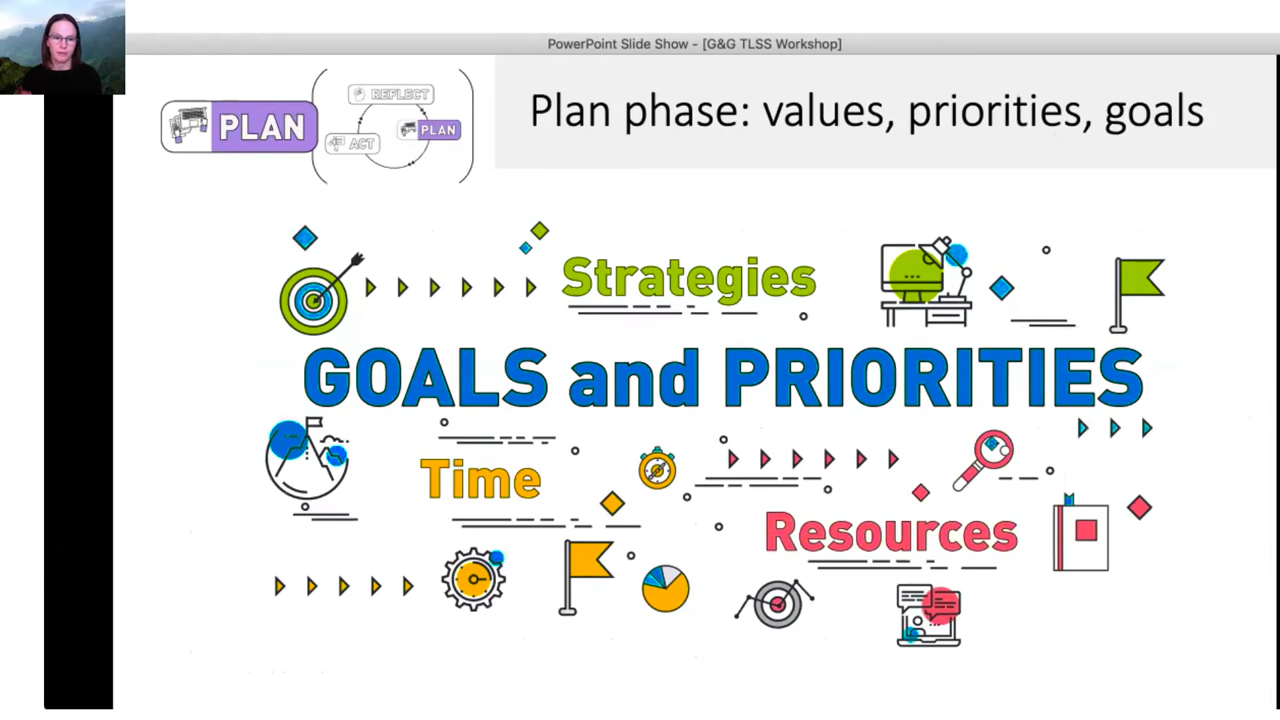 PowerPoint Slide Show - [G&G TLSS Workshop]
PLAN
REFLECT
PLAN
ACT
Plan phase: values, priorities, goals
Strategies
GOALS and PRIORITIES
Time
Resources